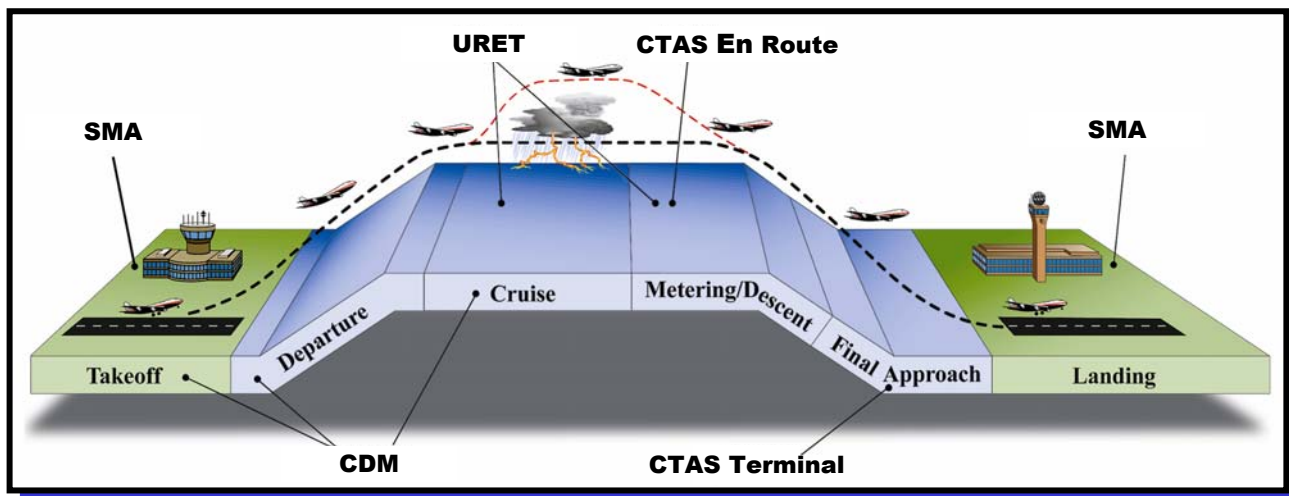 URET
CTAS En Route
SMA
SMA
Cruise
Metering/Descent
Departure
Final Approach
Takeoff
Landing
CDM
CTAS Terminal